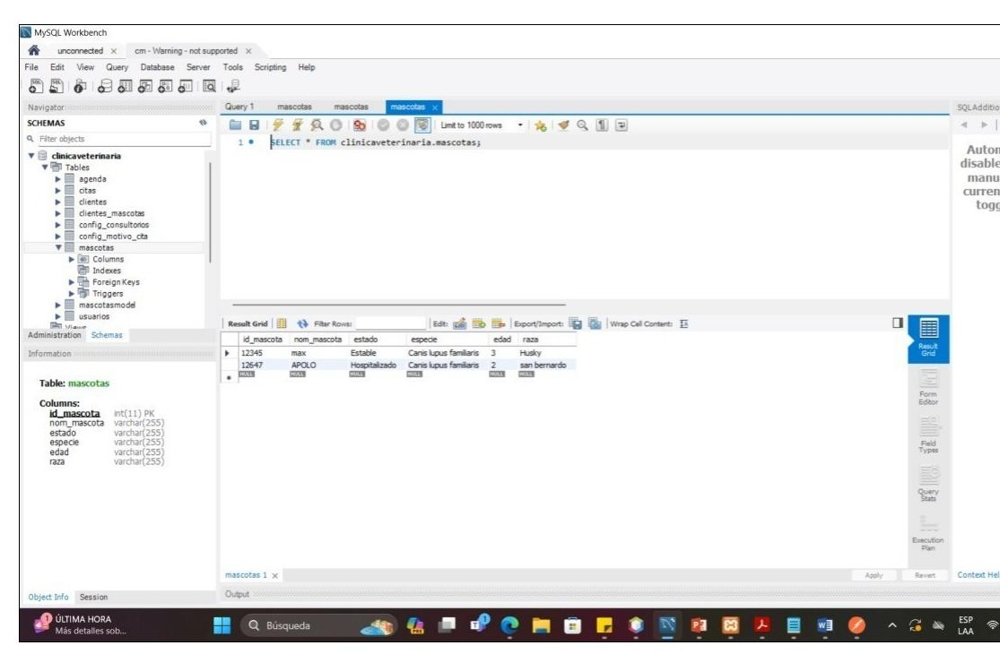 MySQL Workbench
unconnected × cm - Warning - not supported ×
File Edit View Query Database Server Tools Scripting Help
Navigator
SCHEMAS
Filter objects
clinicaveterinaria
Tables
agenda
citas
clientes
clientes_mascotas
config_consultorios
config_motivo_cita
mascotas
Columns
Indexes
Foreign Keys
Triggers
mascotasmodel
usuarios
Views
Administration Schemas
Information
Table: mascotas
Columns:
id_mascota int(11) PK
nom_mascota varchar(255)
estado varchar(255)
especie varchar(255)
edad varchar(255)
raza varchar(255)
Object Info Session
Query 1 mascotas mascotas mascotas ×
Limit to 1000 rows
1 SELECT * FROM clinicaveterinaria.mascotas;
Result Grid Filter Rows: Edit: Export/Import: Wrap Cell Content:
id_mascota nom_mascota estado especie edad raza
12345 max Estable Canis lupus familiaris 3 Husky
12647 APOLO Hospitalizado Canis lupus familiaris 2 san bernardo
NULL NULL NULL NULL NULL NULL
Result
Grid
Form
Editor
Field
Types
Query
Stats
Execution
Plan
mascotas 1 × Apply Revert
Output
SQLAdditio
Autom
disable
manu
curren
togg
Context Hel
ÚLTIMA HORA
Más detalles sob...
Búsqueda
ESP
LAA